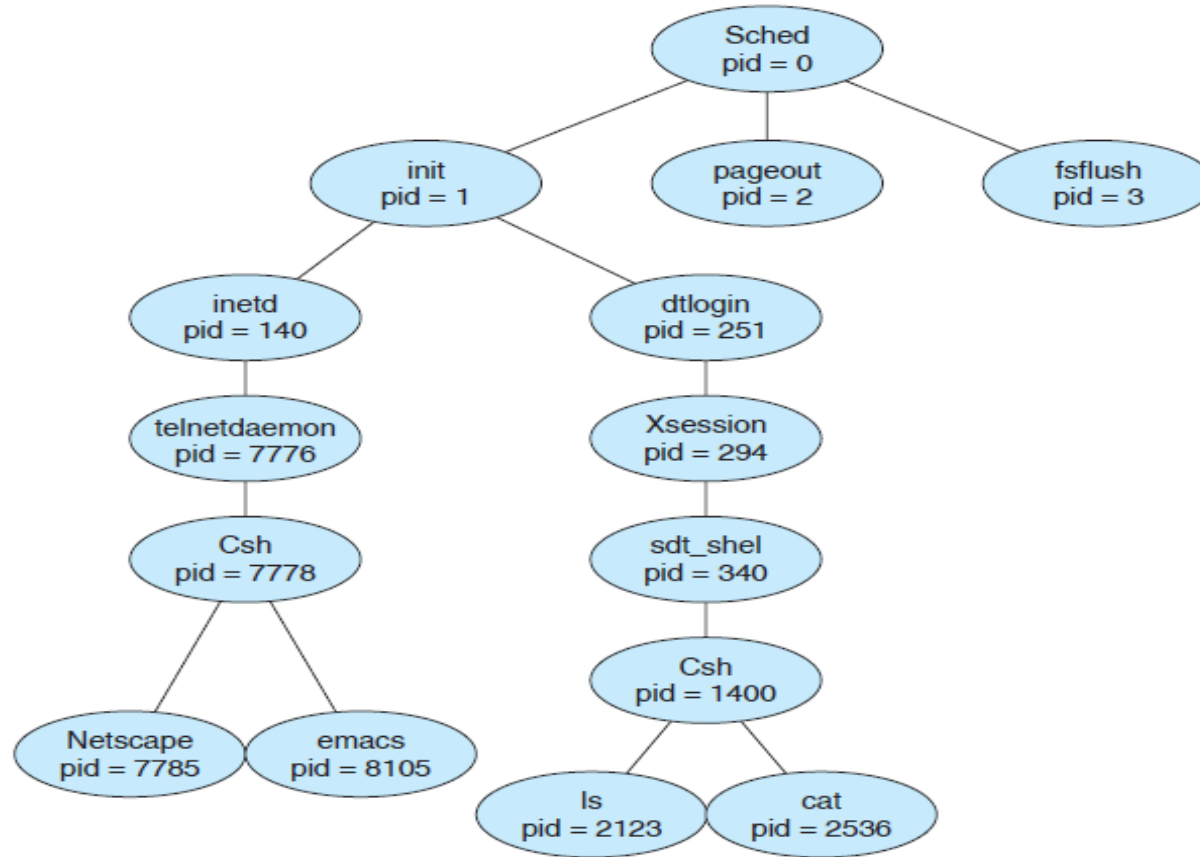 Sched
pid = 0
init
pid = 1
pageout
pid = 2
fsflush
pid = 3
inetd
pid = 140
dtlogin
pid = 251
telnetdaemon
pid = 7776
Xsession
pid = 294
Csh
pid = 7778
sdt_shel
pid = 340
Csh
pid = 1400
Netscape
pid = 7785
emacs
pid = 8105
ls
pid = 2123
cat
pid = 2536